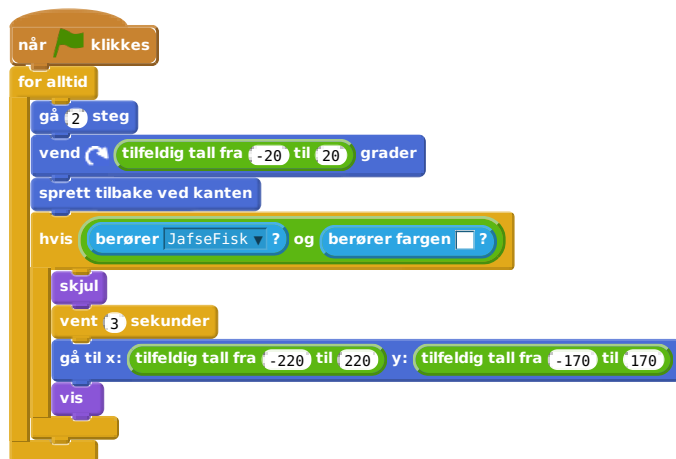 når klikkes
for alltid
gå 2 steg
vend tilfeldig tall fra -20 til 20 grader
sprett tilbake ved kanten
hvis berører JafseFisk ? og berører fargen ?
skjul
vent 3 sekunder
gå til x: tilfeldig tall fra -220 til 220 y: tilfeldig tall fra -170 til 170
vis